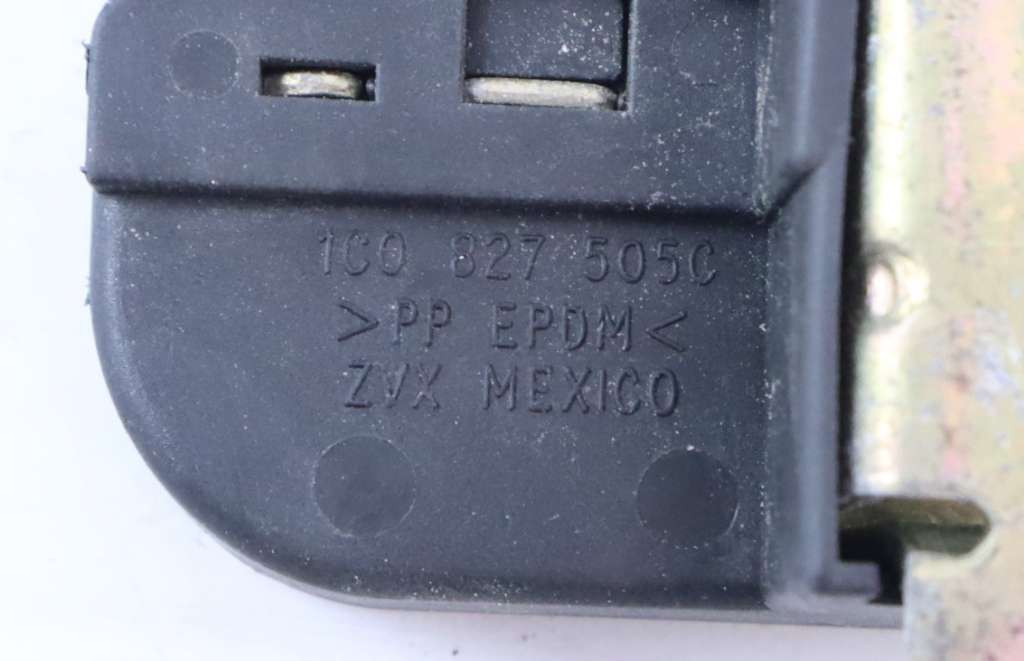 1C0 827 505C
>PP EPDM<
ZVX MEXICO